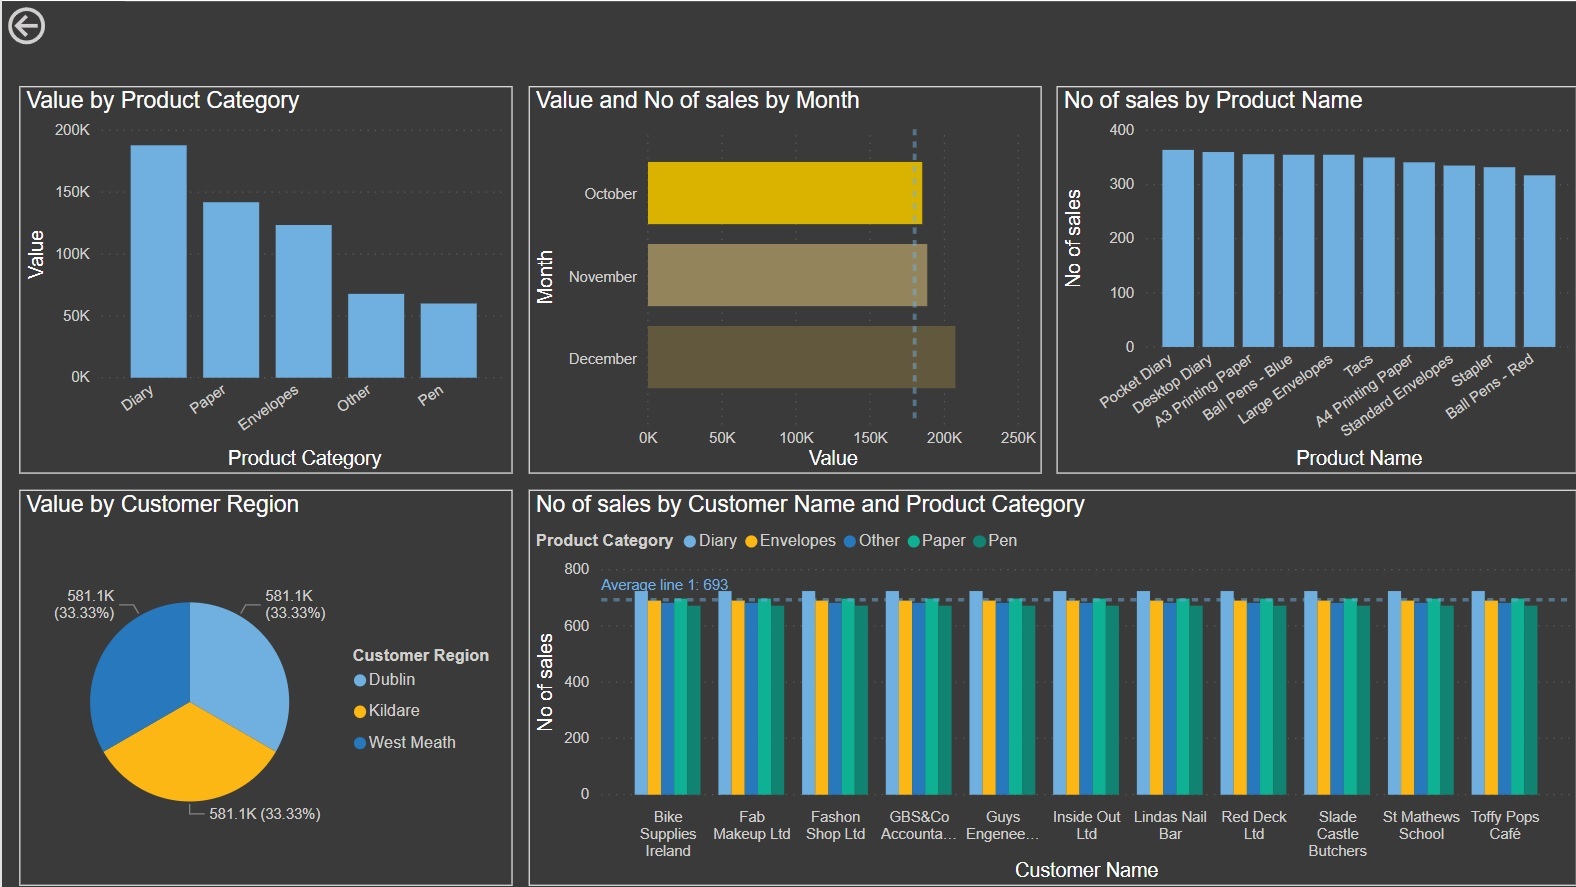 Value by Product Category
200K
150K
100K
50K
0K
Value
Diary
Paper
Envelopes
Other
Pen
Product Category
Value and No of sales by Month
October
November
December
Month
0K 50K 100K 150K 200K 250K
Value
No of sales by Product Name
400
300
200
100
0
No of sales
Pocket Diary
Desktop Diary
A3 Printing Paper
Ball Pens - Blue
Large Envelopes
Tacs
A4 Printing Paper
Standard Envelopes
Stapler
Ball Pens - Red
Product Name
Value by Customer Region
581.1K
(33.33%)
581.1K
(33.33%)
581.1K (33.33%)
Customer Region
Dublin
Kildare
West Meath
No of sales by Customer Name and Product Category
Product Category Diary Envelopes Other Paper Pen
800
Average line 1: 693
600
400
200
0
No of sales
Bike
Supplies
Ireland
Fab
Makeup Ltd
Fashon
Shop Ltd
GBS&Co
Accounta...
Guys
Engenee...
Inside Out
Ltd
Lindas Nail
Bar
Red Deck
Ltd
Slade
Castle
Butchers
St Mathews
School
Toffy Pops
Café
Customer Name